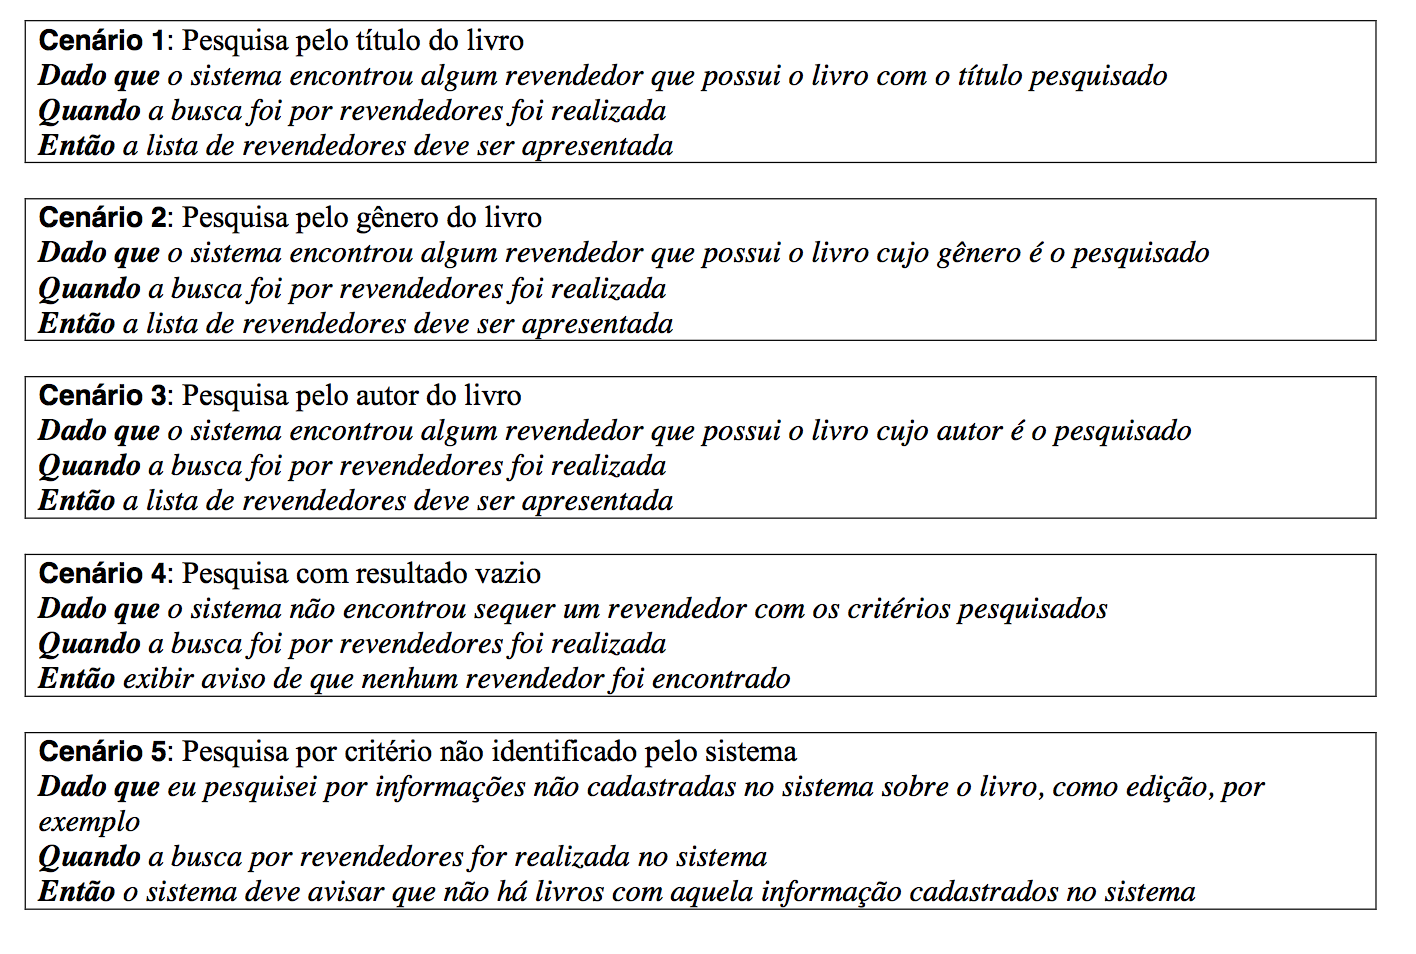 Cenário 1: Pesquisa pelo título do livro
Dado que o sistema encontrou algum revendedor que possui o livro com o título pesquisado
Quando a busca foi por revendedores foi realizada
Então a lista de revendedores deve ser apresentada
Cenário 2: Pesquisa pelo gênero do livro
Dado que o sistema encontrou algum revendedor que possui o livro cujo gênero é o pesquisado
Quando a busca foi por revendedores foi realizada
Então a lista de revendedores deve ser apresentada
Cenário 3: Pesquisa pelo autor do livro
Dado que o sistema encontrou algum revendedor que possui o livro cujo autor é o pesquisado
Quando a busca foi por revendedores foi realizada
Então a lista de revendedores deve ser apresentada
Cenário 4: Pesquisa com resultado vazio
Dado que o sistema não encontrou sequer um revendedor com os critérios pesquisados
Quando a busca foi por revendedores foi realizada
Então exibir aviso de que nenhum revendedor foi encontrado
Cenário 5: Pesquisa por critério não identificado pelo sistema
Dado que eu pesquisei por informações não cadastradas no sistema sobre o livro, como edição, por
exemplo
Quando a busca por revendedores for realizada no sistema
Então o sistema deve avisar que não há livros com aquela informação cadastrados no sistema